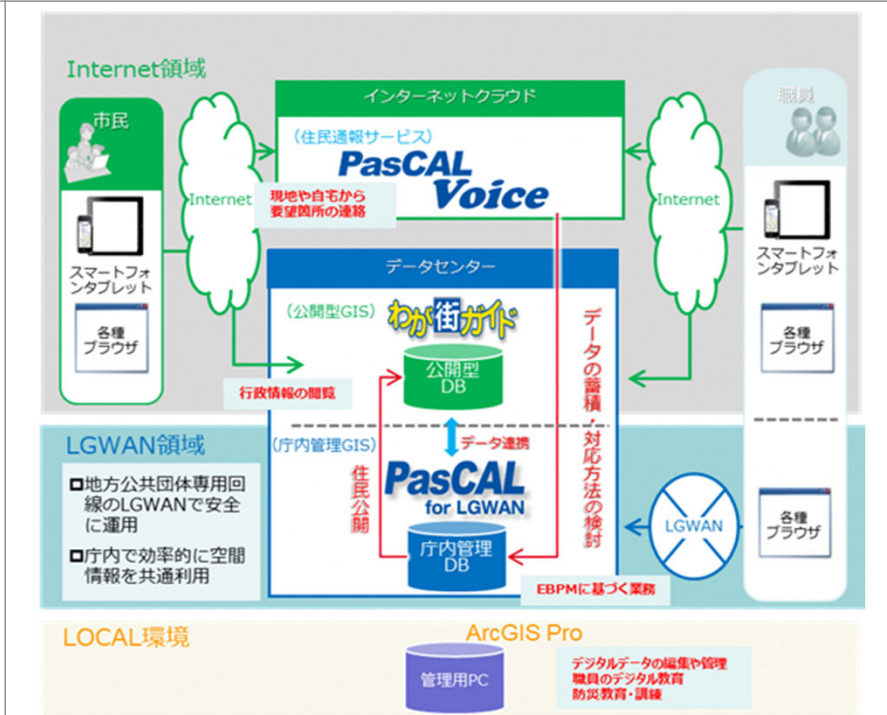 Internet領域
市民
スマートフォ
ンタブレット
各種
ブラウザ
Internet
インターネットクラウド
(住民通報サービス)
PasCAL
Voice
現地や自宅から
要望箇所の連絡
Internet
職員
スマートフォ
ンタブレット
各種
ブラウザ
データセンター
(公開型GIS)
わが街ガイド
公開型
DB
行政情報の閲覧
データの蓄積・対応方法の検討
LGWAN領域
□地方公共団体専用回
線のLGWANで安全
に運用
□庁内で効率的に空間
情報を共通利用
(庁内管理GIS)
データ連携
住民公開
PasCAL
for LGWAN
庁内管理
DB
EBPMに基づく業務
LGWAN
各種
ブラウザ
LOCAL環境
ArcGIS Pro
管理用PC
デジタルデータの編集や管理
職員のデジタル教育
防災教育・訓練